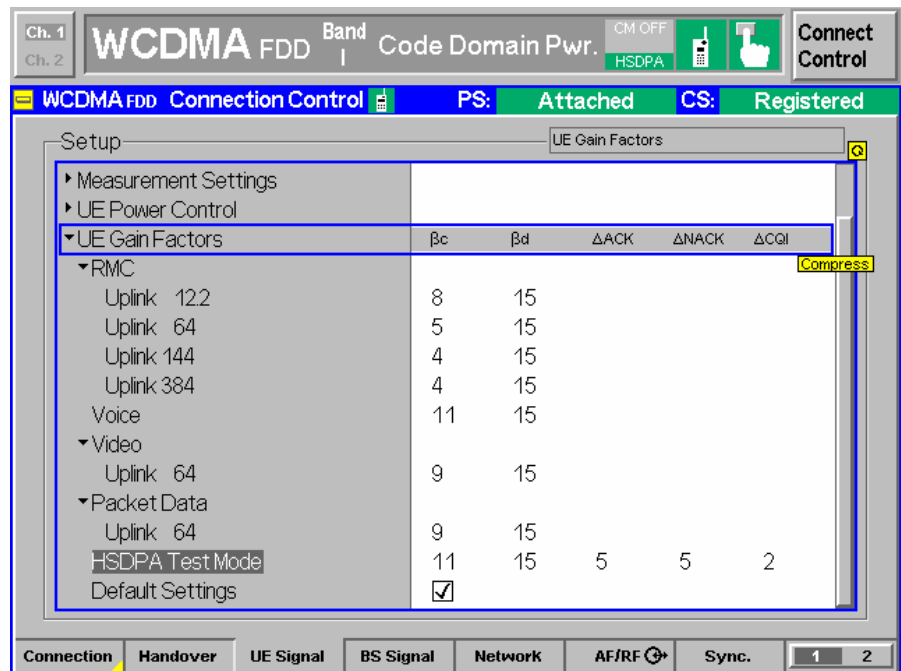 Ch. 1
Ch. 2
WCDMA FDD Band I Code Domain Pwr.
CM OFF
HSDPA
Connect Control
WCDMA FDD Connection Control PS: Attached CS: Registered
Setup
UE Gain Factors
Measurement Settings
UE Power Control
UE Gain Factors βc βd ΔACK ΔNACK ΔCQI
Compress
RMC
Uplink 12.2 8 15
Uplink 64 5 15
Uplink 144 4 15
Uplink 384 4 15
Voice 11 15
Video
Uplink 64 9 15
Packet Data
Uplink 64 9 15
HSDPA Test Mode 11 15 5 5 2
Default Settings
Connection Handover UE Signal BS Signal Network AF/RF Sync. 1 2